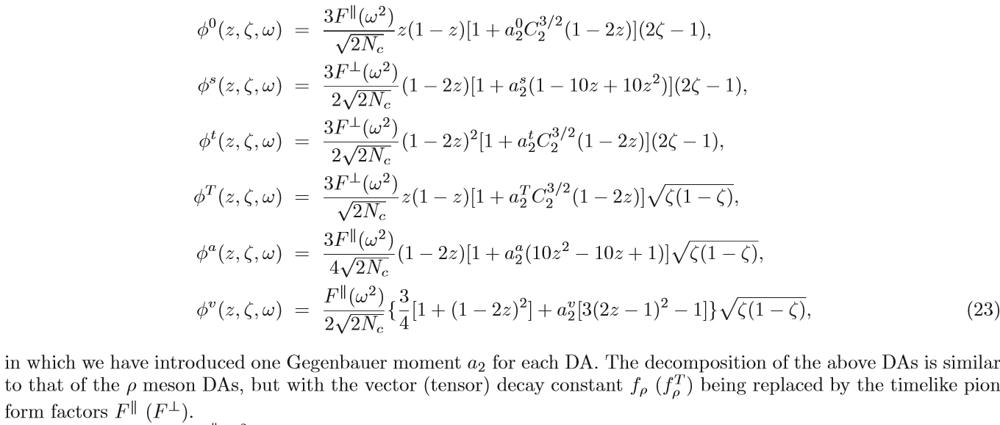 $\phi^0(z,\zeta,\omega) = \frac{3F^{\parallel}(\omega^2)}{\sqrt{2N_c}} z(1-z)[1+a_2^0 C_2^{3/2}(1-2z)](2\zeta-1),$
$\phi^s(z,\zeta,\omega) = \frac{3F^{\perp}(\omega^2)}{2\sqrt{2N_c}} (1-2z)[1+a_2^s(1-10z+10z^2)](2\zeta-1),$
$\phi^t(z,\zeta,\omega) = \frac{3F^{\perp}(\omega^2)}{2\sqrt{2N_c}} (1-2z)^2[1+a_2^t C_2^{3/2}(1-2z)](2\zeta-1),$
$\phi^T(z,\zeta,\omega) = \frac{3F^{\perp}(\omega^2)}{\sqrt{2N_c}} z(1-z)[1+a_2^T C_2^{3/2}(1-2z)]\sqrt{\zeta(1-\zeta)},$
$\phi^a(z,\zeta,\omega) = \frac{3F^{\parallel}(\omega^2)}{4\sqrt{2N_c}} (1-2z)[1+a_2^a(10z^2-10z+1)]\sqrt{\zeta(1-\zeta)},$
$\phi^v(z,\zeta,\omega) = \frac{F^{\parallel}(\omega^2)}{2\sqrt{2N_c}} \{\frac{3}{4}[1+(1-2z)^2]+a_2^v[3(2z-1)^2-1]\}\sqrt{\zeta(1-\zeta)},$ (23)
in which we have introduced one Gegenbauer moment $a_2$ for each DA. The decomposition of the above DAs is similar
to that of the $\rho$ meson DAs, but with the vector (tensor) decay constant $f_\rho$ ($f_\rho^T$) being replaced by the timelike pion
form factors $F^{\parallel}$ ($F^{\perp}$).